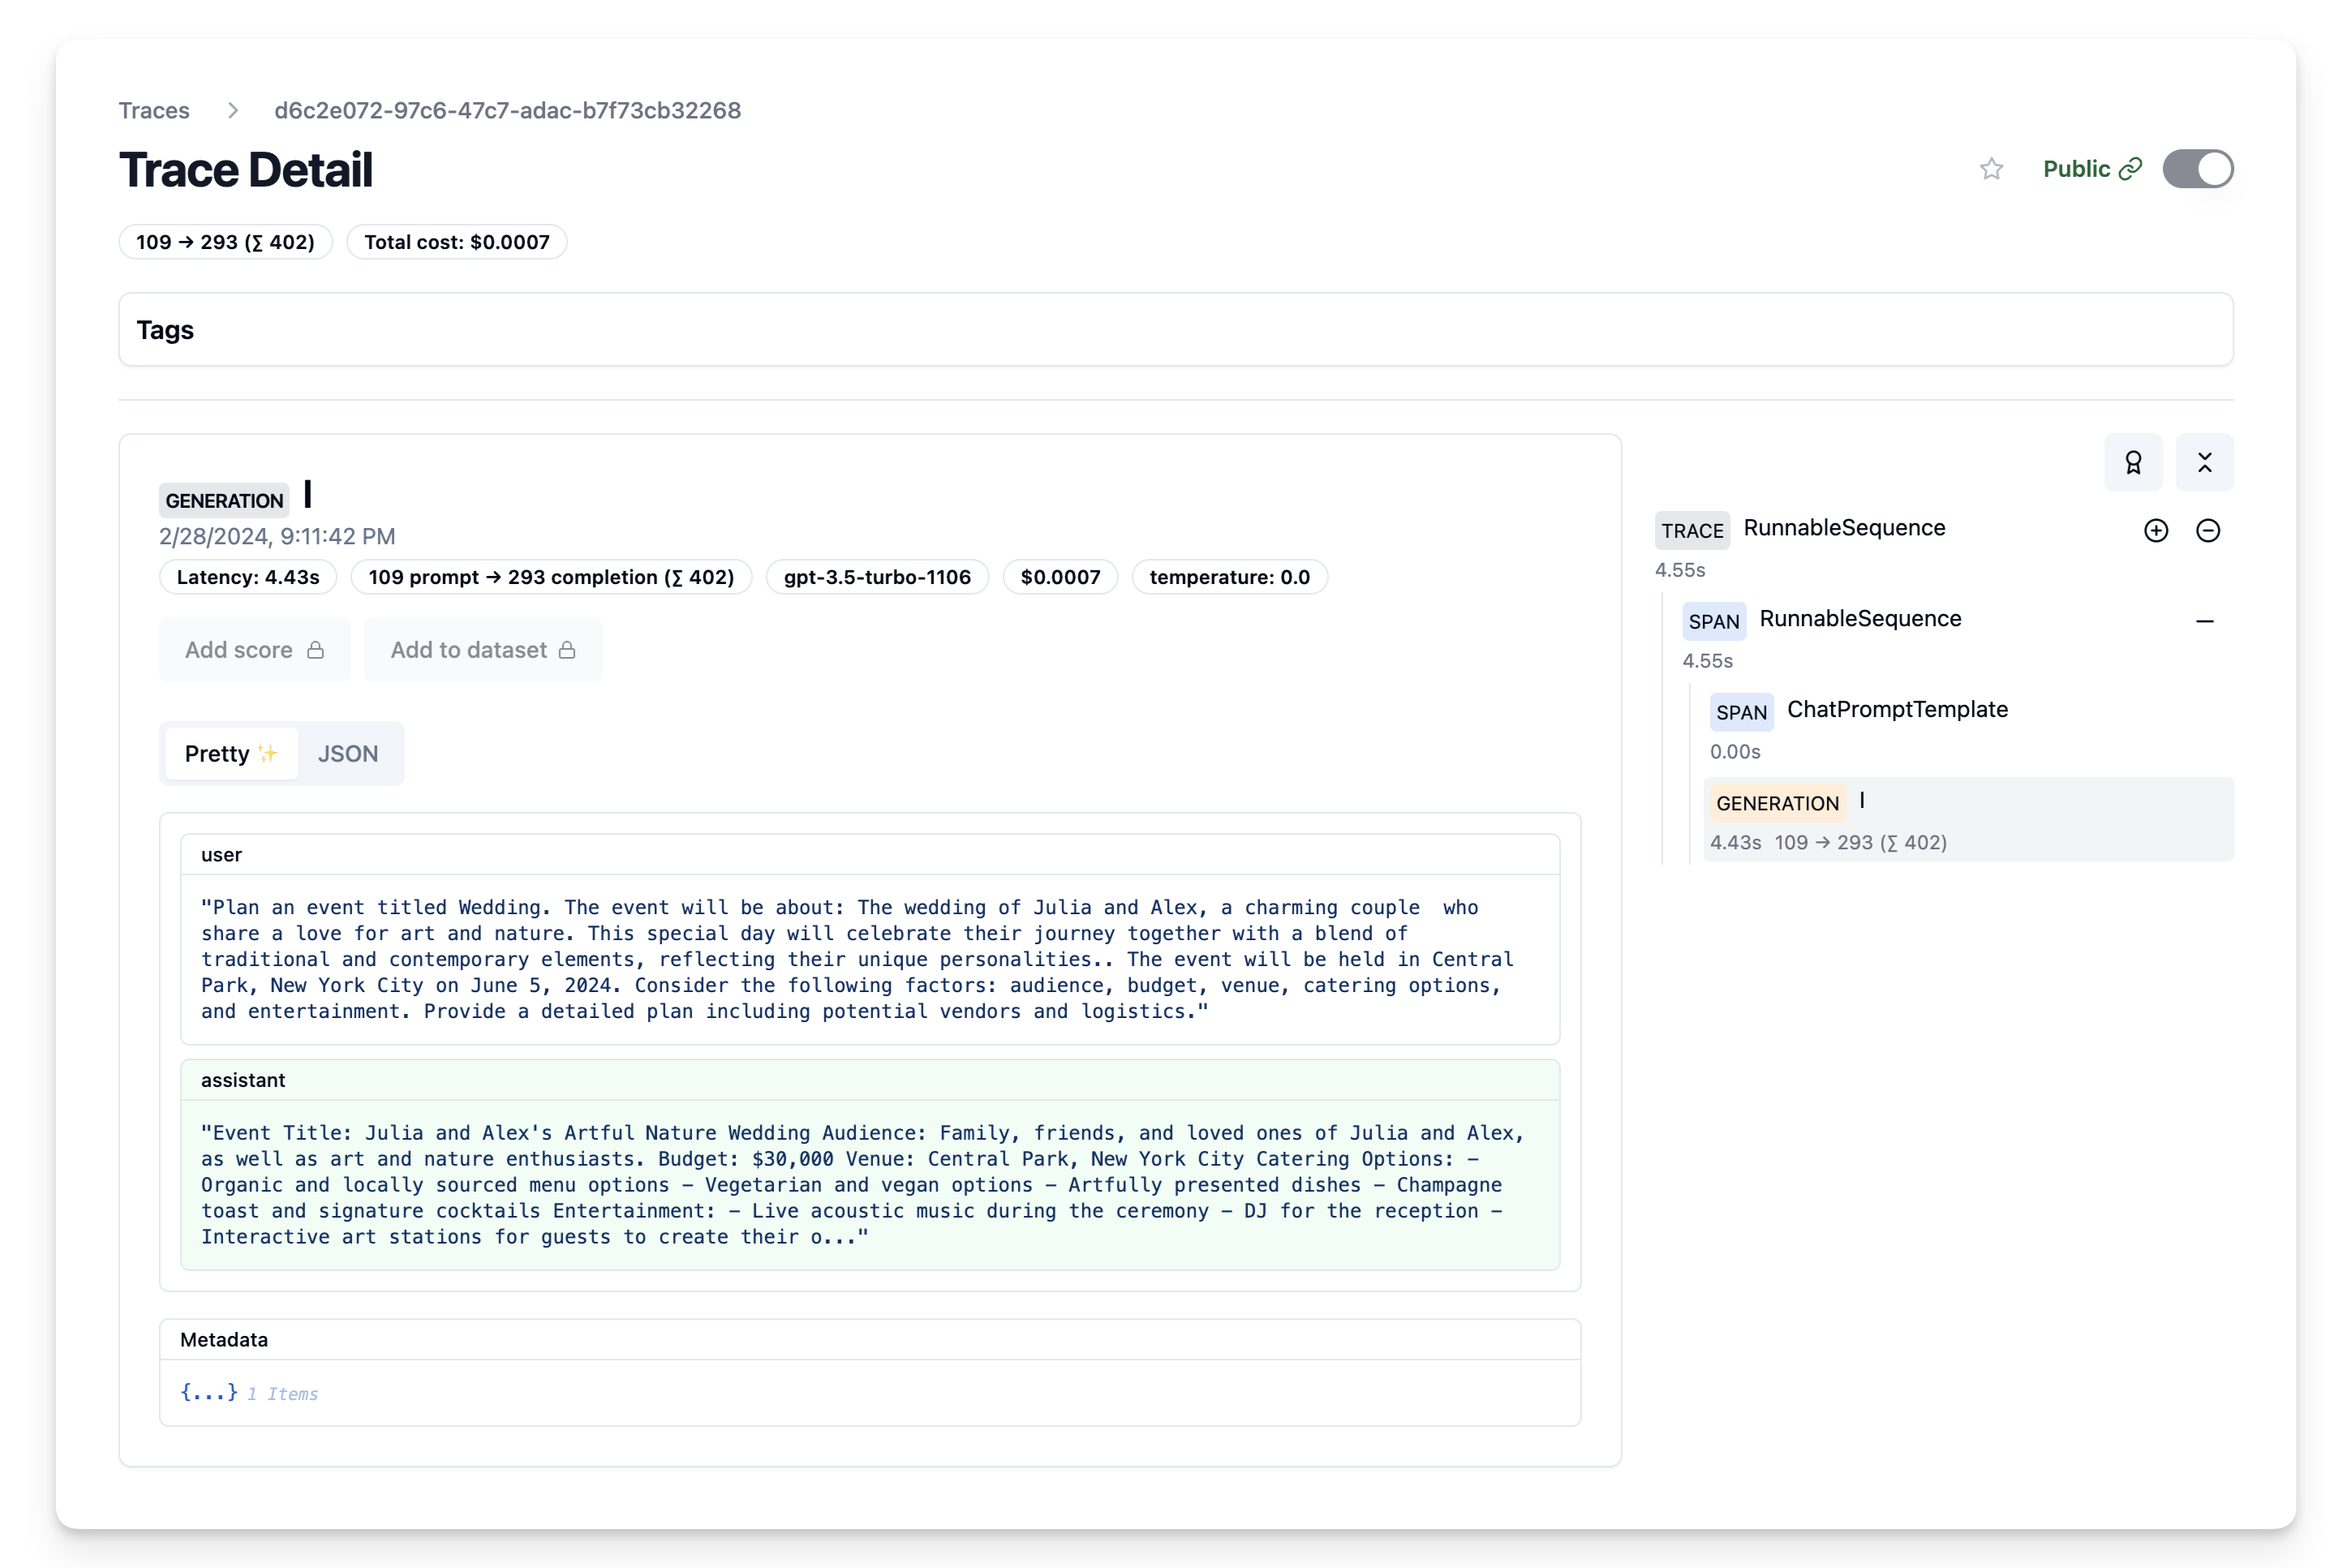 Traces > d6c2e072-97c6-47c7-adac-b7f73cb32268
Trace Detail
Public
109 → 293 (∑ 402) Total cost: $0.0007
Tags
GENERATION l
2/28/2024, 9:11:42 PM
Latency: 4.43s 109 prompt → 293 completion (∑ 402) gpt-3.5-turbo-1106 $0.0007 temperature: 0.0
Add score Add to dataset
Pretty ✨ JSON
user
"Plan an event titled Wedding. The event will be about: The wedding of Julia and Alex, a charming couple  who
share a love for art and nature. This special day will celebrate their journey together with a blend of
traditional and contemporary elements, reflecting their unique personalities.. The event will be held in Central
Park, New York City on June 5, 2024. Consider the following factors: audience, budget, venue, catering options,
and entertainment. Provide a detailed plan including potential vendors and logistics."
assistant
"Event Title: Julia and Alex's Artful Nature Wedding Audience: Family, friends, and loved ones of Julia and Alex,
as well as art and nature enthusiasts. Budget: $30,000 Venue: Central Park, New York City Catering Options: –
Organic and locally sourced menu options – Vegetarian and vegan options – Artfully presented dishes – Champagne
toast and signature cocktails Entertainment: – Live acoustic music during the ceremony – DJ for the reception –
Interactive art stations for guests to create their o..."
Metadata
{...} 1 Items
TRACE RunnableSequence
4.55s
SPAN RunnableSequence
4.55s
SPAN ChatPromptTemplate
0.00s
GENERATION l
4.43s 109 → 293 (∑ 402)